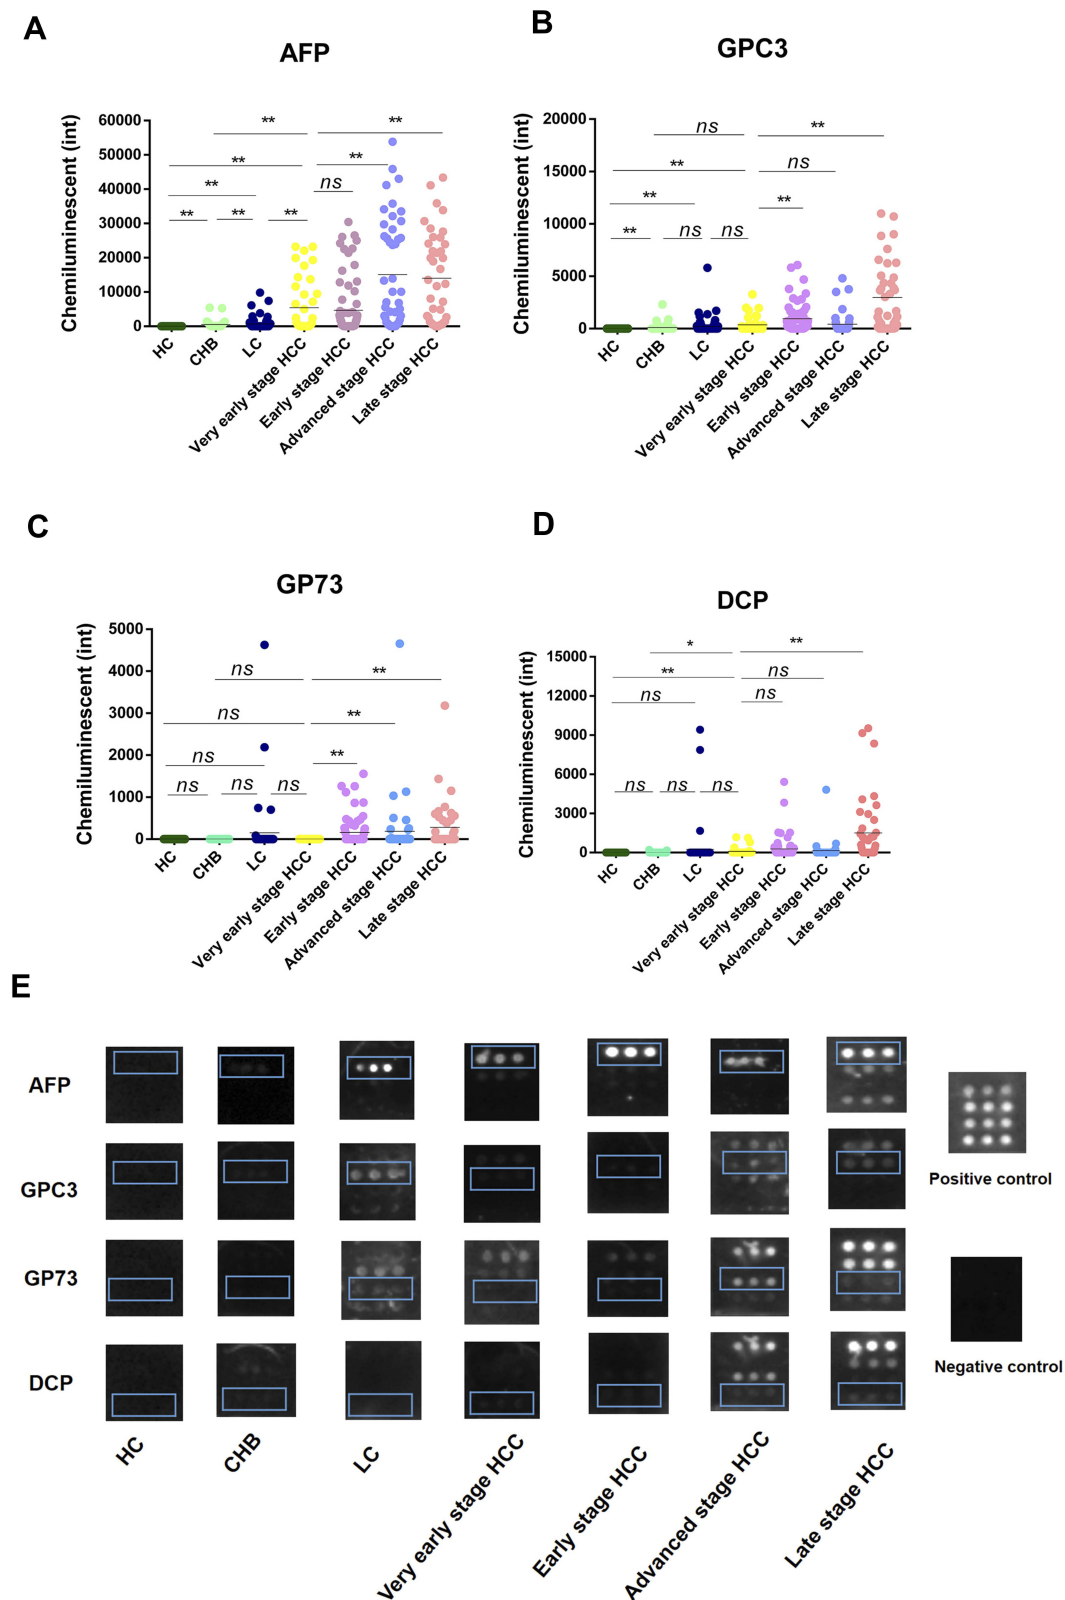 A
AFP
Chemiluminescent (int)
60000
50000
40000
30000
20000
10000
0
** **
** **
** ns
** ** **
HC
CHB
LC
Very early stage HCC
Early stage HCC
Advanced stage HCC
Late stage HCC
B
GPC3
Chemiluminescent (int)
20000
15000
10000
5000
0
ns **
** ns
** **
** ns ns
HC
CHB
LC
Very early stage HCC
Early stage HCC
Advanced stage HCC
Late stage HCC
C
GP73
Chemiluminescent (int)
5000
4000
3000
2000
1000
0
ns **
ns **
ns **
ns ns ns
HC
CHB
LC
Very early stage HCC
Early stage HCC
Advanced stage HCC
Late stage HCC
D
DCP
Chemiluminescent (int)
15000
12000
9000
6000
3000
0
* **
** ns
ns ns
ns ns ns
HC
CHB
LC
Very early stage HCC
Early stage HCC
Advanced stage HCC
Late stage HCC
E
AFP
GPC3
GP73
DCP
Positive control
Negative control
HC
CHB
LC
Very early stage HCC
Early stage HCC
Advanced stage HCC
Late stage HCC